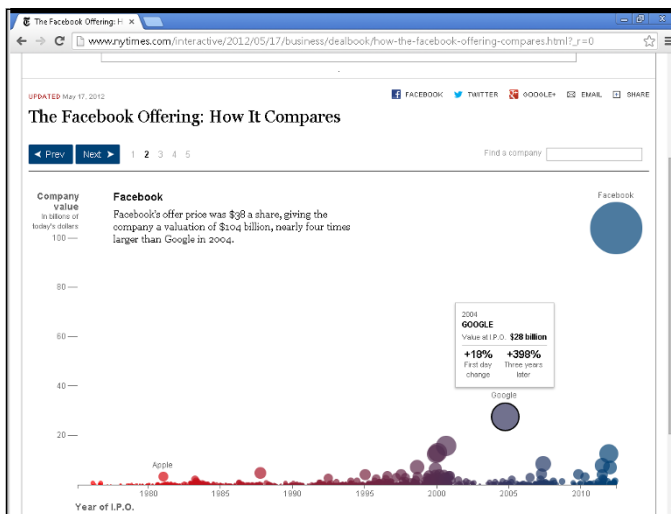 The Facebook Offering: H
www.nytimes.com/interactive/2012/05/17/business/dealbook/how-the-facebook-offering-compares.html?_r=0
UPDATED May 17, 2012
FACEBOOK TWITTER GOOGLE+ EMAIL SHARE
The Facebook Offering: How It Compares
Prev Next 1 2 3 4 5
Find a company
Company
value
In billions of
today's dollars
100
80
60
40
20
Facebook
Facebook's offer price was $38 a share, giving the
company a valuation of $104 billion, nearly four times
larger than Google in 2004.
Facebook
2004
GOOGLE
Value at I.P.O. $28 billion
+18% +398%
First day Three years
change later
Google
Apple
1980 1985 1990 1995 2000 2005 2010
Year of I.P.O.